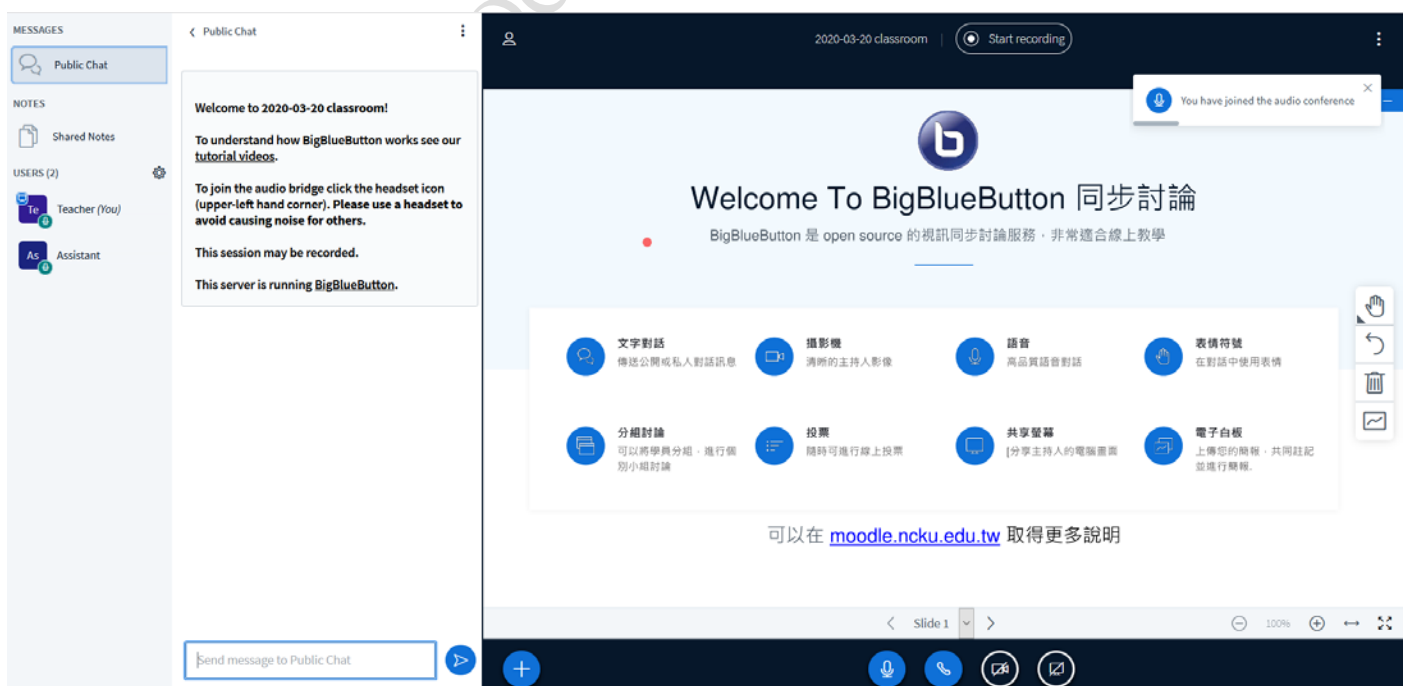 MESSAGES
Public Chat
NOTES
Shared Notes
USERS (2)
Te
Teacher (You)
As
Assistant
Public Chat
Welcome to 2020-03-20 classroom!
To understand how BigBlueButton works see our
tutorial videos.
To join the audio bridge click the headset icon
(upper-left hand corner). Please use a headset to
avoid causing noise for others.
This session may be recorded.
This server is running BigBlueButton.
Send message to Public Chat
2020-03-20 classroom
Start recording
You have joined the audio conference
b
Welcome To BigBlueButton 同步討論
BigBlueButton 是 open source 的視訊同步討論服務，非常適合線上教學
文字對話
傳送公開或私人對話訊息
攝影機
清晰的主持人影像
語音
高品質語音對話
表情符號
在對話中使用表情
分組討論
可以將學員分組，進行個
別小組討論
投票
隨時可進行線上投票
共享螢幕
[分享主持人的電腦畫面
電子白板
上傳您的簡報，共同註記
並進行簡報.
可以在 moodle.ncku.edu.tw 取得更多說明
Slide 1
100%